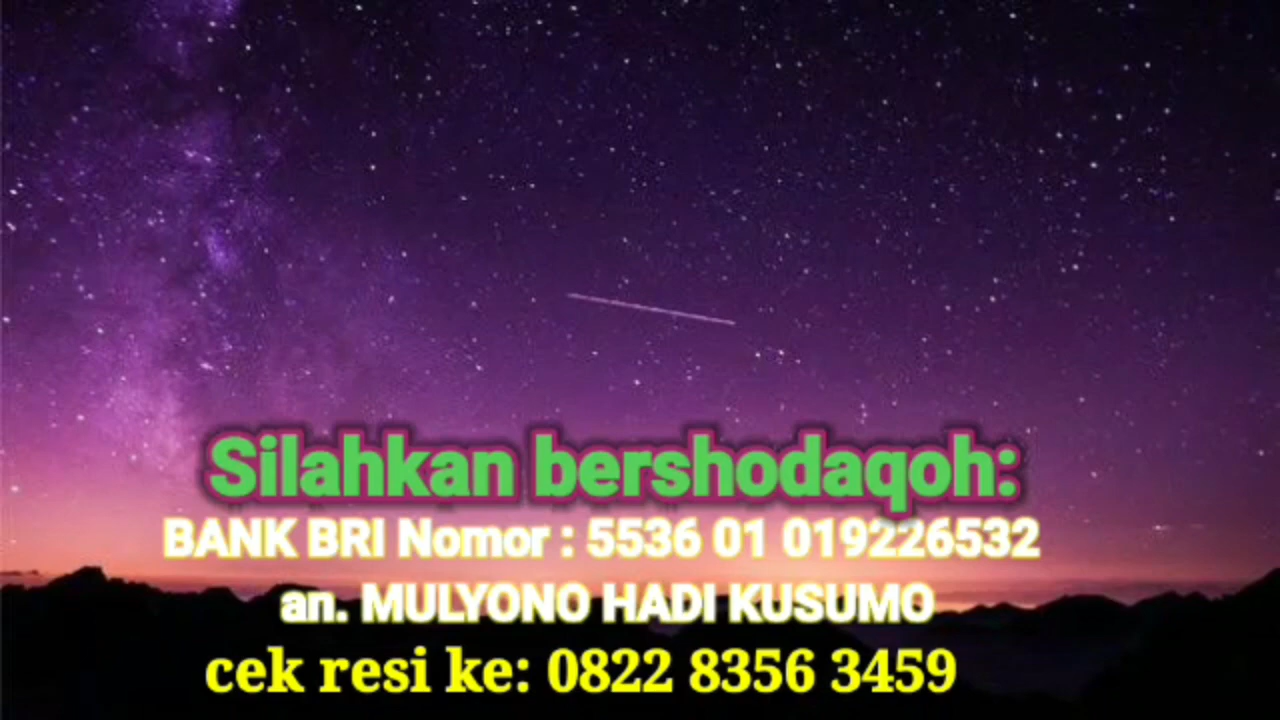 Silahkan bershodaqoh:
BANK BRI Nomor : 5536 01 019226532
an. MULYONO HADI KUSUMO
cek resi ke: 0822 8356 3459